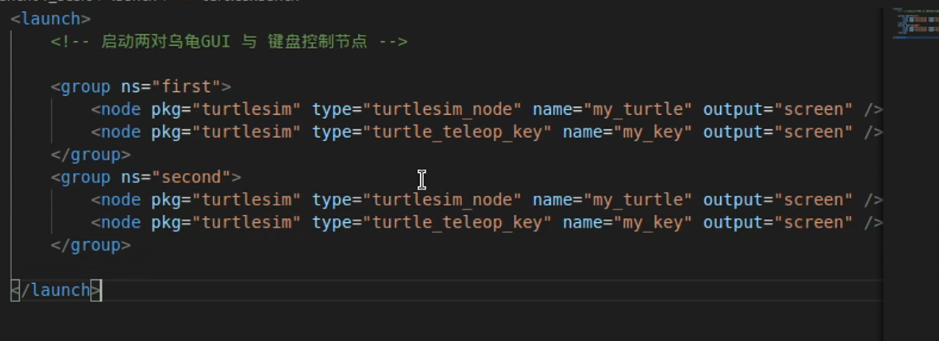 <launch>
<!-- 启动两对乌龟GUI 与 键盘控制节点 -->
<group ns="first">
<node pkg="turtlesim" type="turtlesim_node" name="my_turtle" output="screen" />
<node pkg="turtlesim" type="turtle_teleop_key" name="my_key" output="screen" />
</group>
<group ns="second">
<node pkg="turtlesim" type="turtlesim_node" name="my_turtle" output="screen" />
<node pkg="turtlesim" type="turtle_teleop_key" name="my_key" output="screen" />
</group>
</launch>